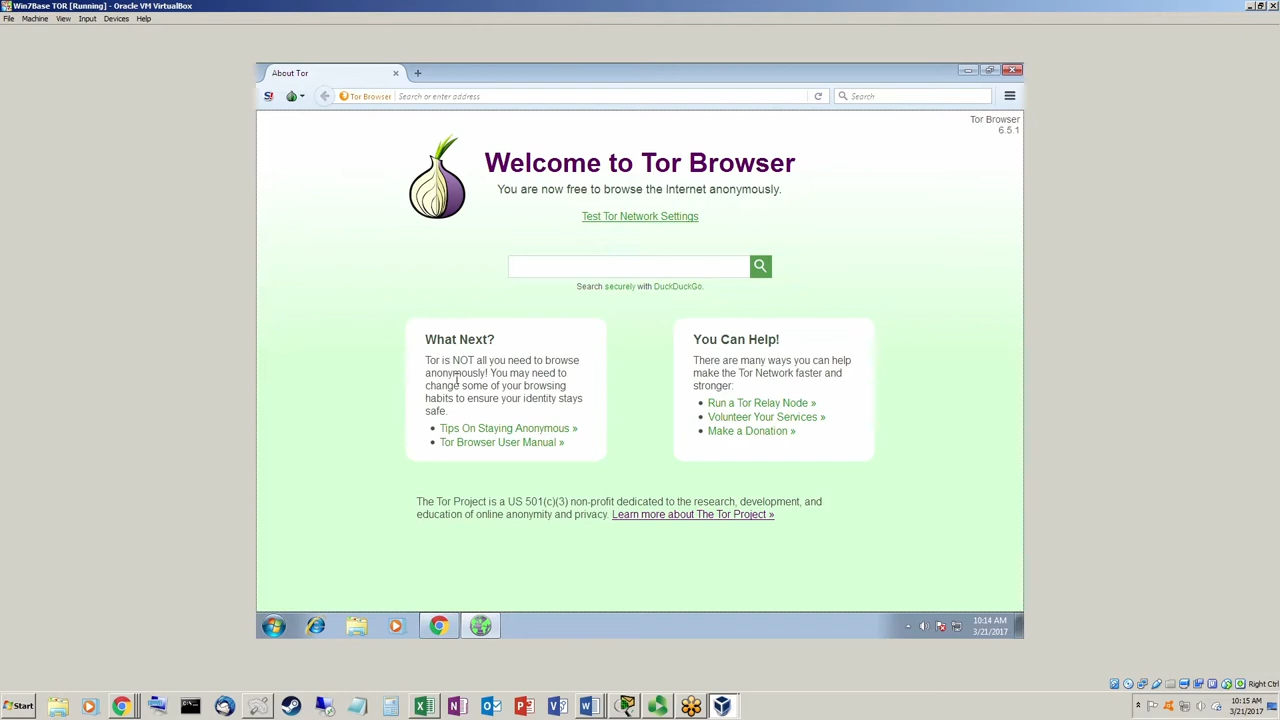 Win7Base TOR [Running] - Oracle VM VirtualBox
File Machine View Input Devices Help
About Tor
Tor Browser Search or enter address
Search
Tor Browser
6.5.1
Welcome to Tor Browser
You are now free to browse the Internet anonymously.
Test Tor Network Settings
Search securely with DuckDuckGo.
What Next?
Tor is NOT all you need to browse
anonymously! You may need to
change some of your browsing
habits to ensure your identity stays
safe.
• Tips On Staying Anonymous »
• Tor Browser User Manual »
You Can Help!
There are many ways you can help
make the Tor Network faster and
stronger:
• Run a Tor Relay Node »
• Volunteer Your Services »
• Make a Donation »
The Tor Project is a US 501(c)(3) non-profit dedicated to the research, development, and
education of online anonymity and privacy. Learn more about The Tor Project »
10:14 AM
3/21/2017
Right Ctrl
Start
10:15 AM
3/21/2017